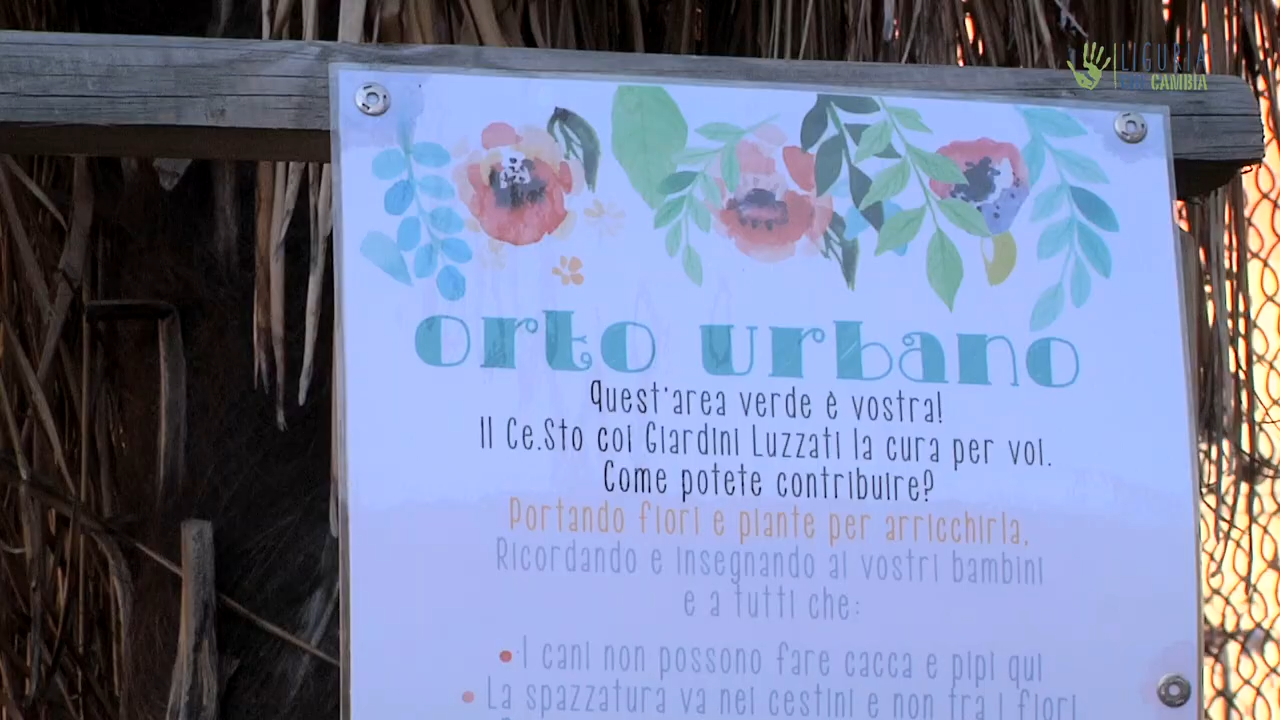 LIGURIA
CAMBIA
orto urbano
Quest'area verde è vostra!
Il Ce.Sto coi Giardini Luzzati la cura per voi.
Come potete contribuire?
Portando fiori e piante per arricchirla,
Ricordando e insegnando ai vostri bambini
e a tutti che:
• I cani non possono fare cacca e pipì qui
• La spazzatura va nei cestini e non tra i fiori